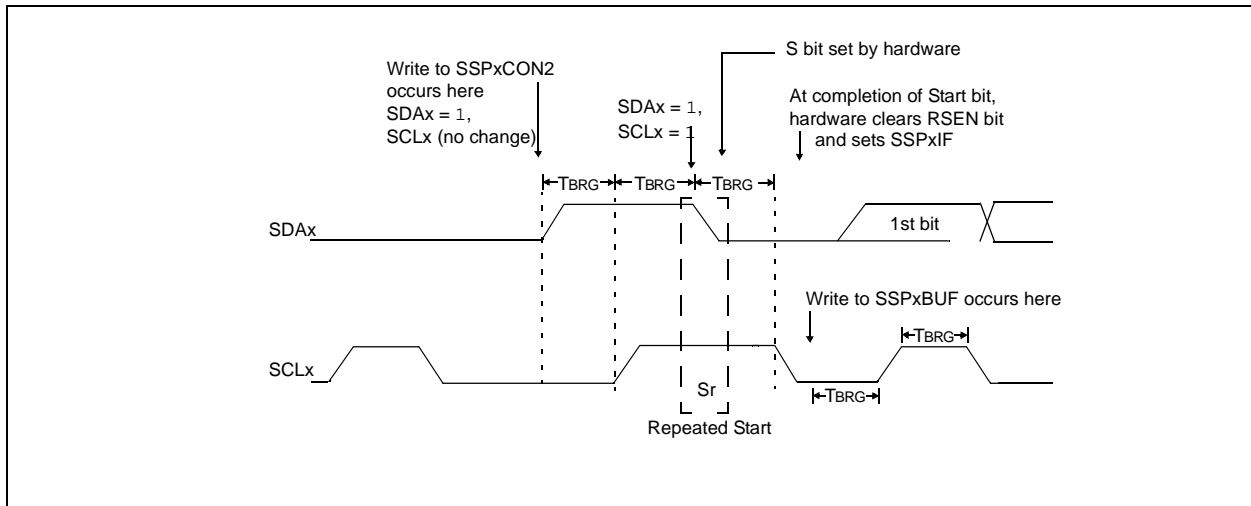 S bit set by hardware
Write to SSPxCON2
occurs here
SDAx = 1,
SCLx (no change)
SDAx = 1,
SCLx = 1
At completion of Start bit,
hardware clears RSEN bit
and sets SSPxIF
TBRG
TBRG
TBRG
SDAx
1st bit
Write to SSPxBUF occurs here
TBRG
SCLx
Sr
TBRG
Repeated Start